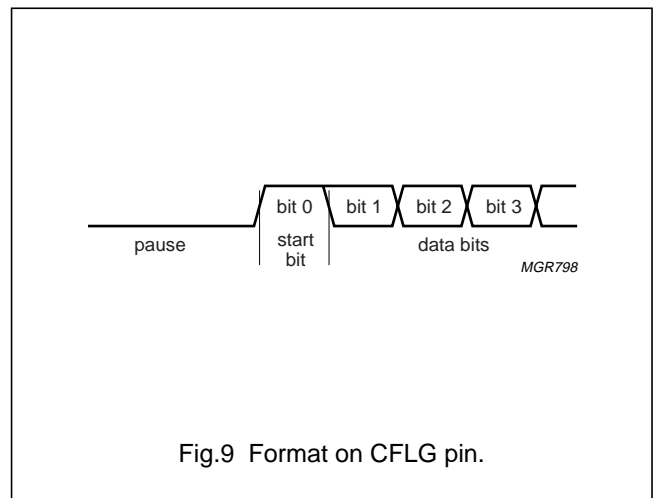 bit 0 bit 1 bit 2 bit 3
pause start bit data bits
MGR798
Fig.9 Format on CFLG pin.